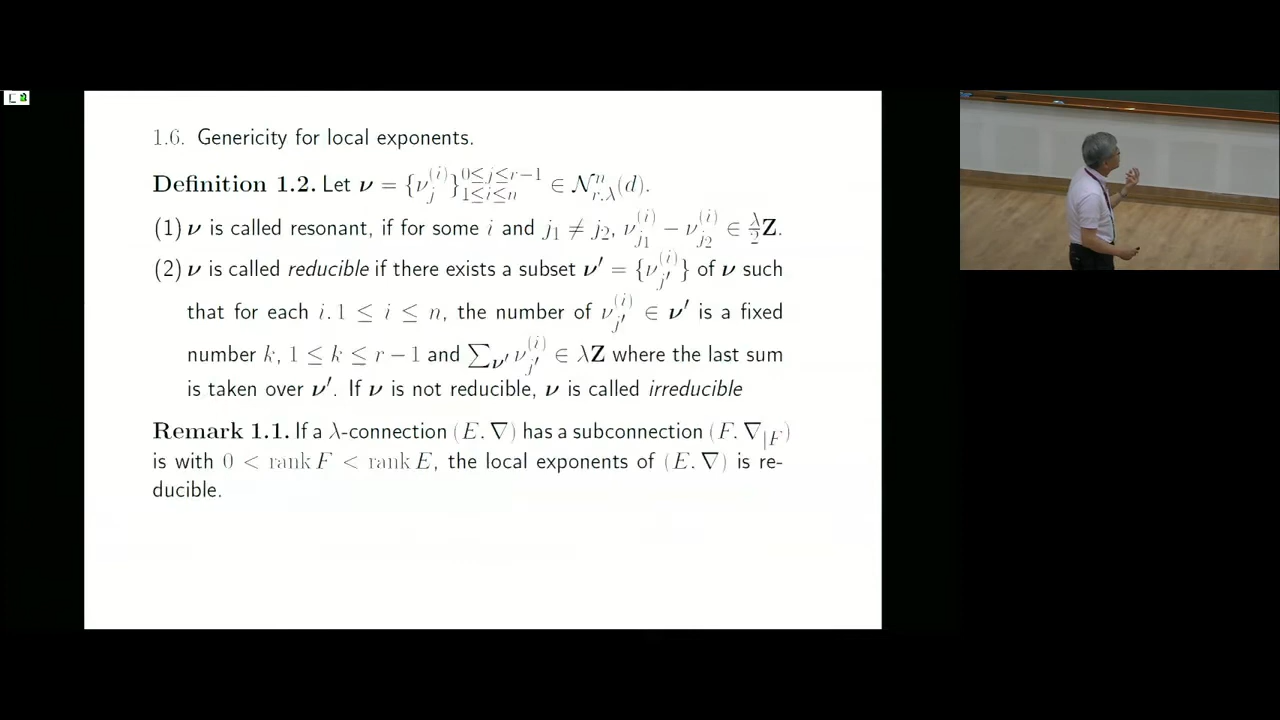 1.6. Genericity for local exponents.
Definition 1.2. Let ν = {ν_j^{(i)}}_{1≤i≤n}^{0≤j≤r−1} ∈ N_{r.λ}^n(d).
(1) ν is called resonant, if for some i and j_1 ≠ j_2, ν_{j_1}^{(i)} − ν_{j_2}^{(i)} ∈ \frac{λ}{2}Z.
(2) ν is called reducible if there exists a subset ν′ = {ν_{j′}^{(i)}} of ν such
that for each i. 1 ≤ i ≤ n, the number of ν_{j′}^{(i)} ∈ ν′ is a fixed
number k, 1 ≤ k ≤ r − 1 and ∑_{ν′} ν_{j′}^{(i)} ∈ λZ where the last sum
is taken over ν′. If ν is not reducible, ν is called irreducible
Remark 1.1. If a λ-connection (E.∇) has a subconnection (F.∇_{|F})
is with 0 < rank F < rank E, the local exponents of (E.∇) is re-
ducible.